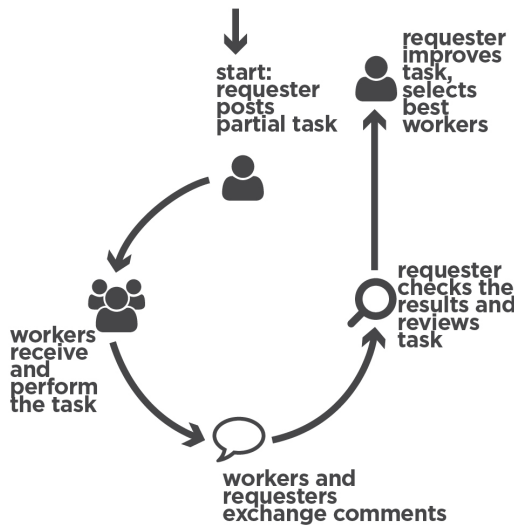 start:
requester
posts
partial task
workers
receive
and
perform
the task
workers and
requesters
exchange comments
requester
checks the
results and
reviews
task
requester
improves
task,
selects
best
workers